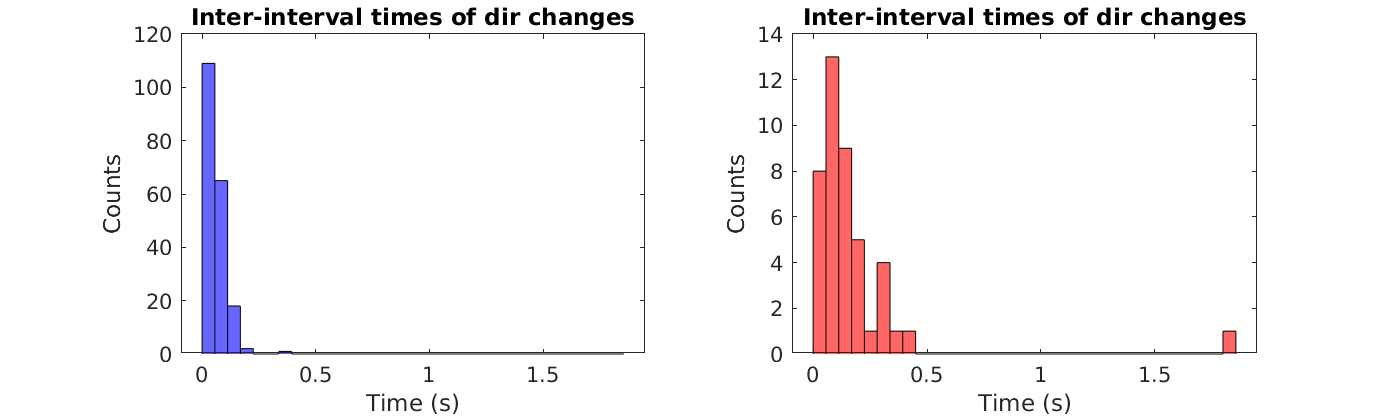 Inter-interval times of dir changes
120
100
80
60
40
20
0
Counts
0 0.5 1 1.5
Time (s)
Inter-interval times of dir changes
14
12
10
8
6
4
2
0
Counts
0 0.5 1 1.5
Time (s)